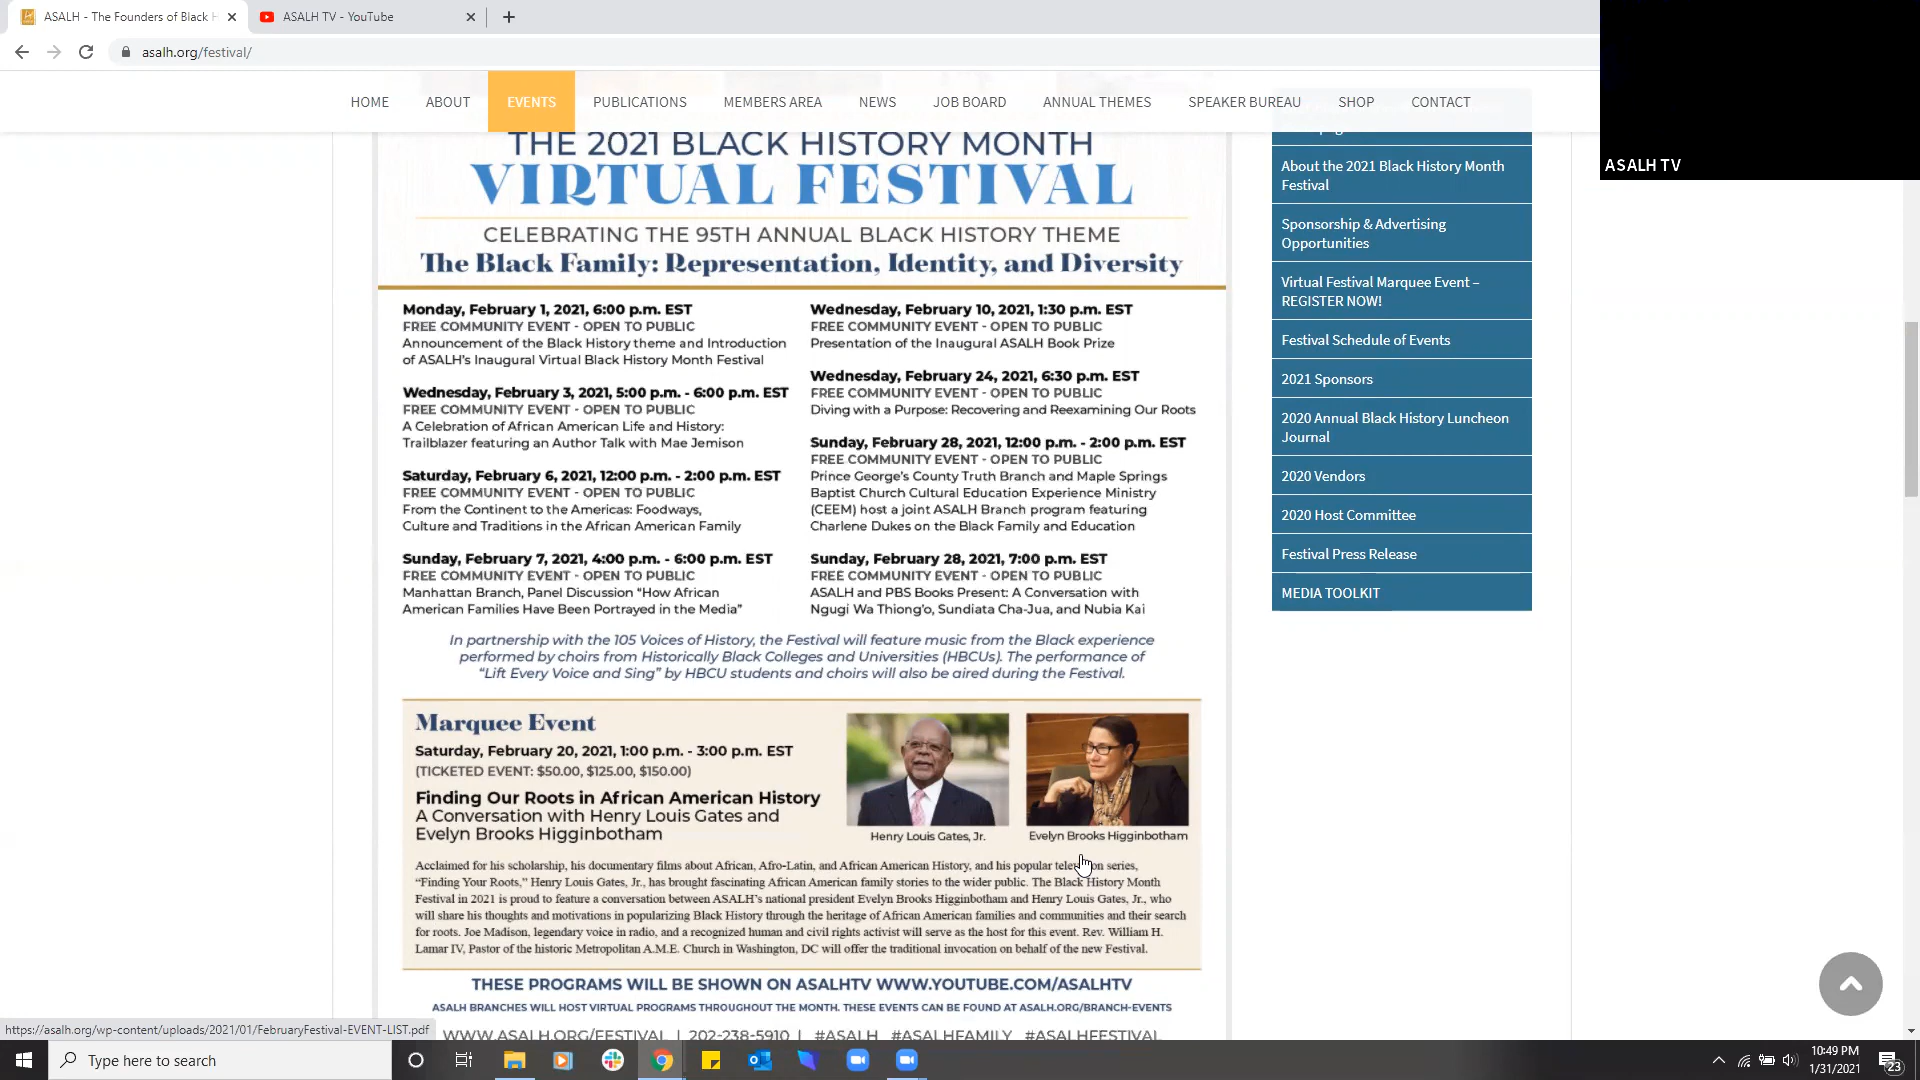 ASALH - The Founders of Black H
ASALH TV - YouTube
asalh.org/festival/
HOME ABOUT EVENTS PUBLICATIONS MEMBERS AREA NEWS JOB BOARD ANNUAL THEMES SPEAKER BUREAU SHOP CONTACT
ASALH TV
THE 2021 BLACK HISTORY MONTH
VIRTUAL FESTIVAL
CELEBRATING THE 95TH ANNUAL BLACK HISTORY THEME
The Black Family: Representation, Identity, and Diversity
Monday, February 1, 2021, 6:00 p.m. EST
FREE COMMUNITY EVENT - OPEN TO PUBLIC
Announcement of the Black History theme and Introduction
of ASALH's Inaugural Virtual Black History Month Festival
Wednesday, February 3, 2021, 5:00 p.m. - 6:00 p.m. EST
FREE COMMUNITY EVENT - OPEN TO PUBLIC
A Celebration of African American Life and History:
Trailblazer featuring an Author Talk with Mae Jemison
Saturday, February 6, 2021, 12:00 p.m. - 2:00 p.m. EST
FREE COMMUNITY EVENT - OPEN TO PUBLIC
From the Continent to the Americas: Foodways,
Culture and Traditions in the African American Family
Sunday, February 7, 2021, 4:00 p.m. - 6:00 p.m. EST
FREE COMMUNITY EVENT - OPEN TO PUBLIC
Manhattan Branch, Panel Discussion “How African
American Families Have Been Portrayed in the Media”
Wednesday, February 10, 2021, 1:30 p.m. EST
FREE COMMUNITY EVENT - OPEN TO PUBLIC
Presentation of the Inaugural ASALH Book Prize
Wednesday, February 24, 2021, 6:30 p.m. EST
FREE COMMUNITY EVENT - OPEN TO PUBLIC
Diving with a Purpose: Recovering and Reexamining Our Roots
Sunday, February 28, 2021, 12:00 p.m. - 2:00 p.m. EST
FREE COMMUNITY EVENT - OPEN TO PUBLIC
Prince George's County Truth Branch and Maple Springs
Baptist Church Cultural Education Experience Ministry
(CEEM) host a joint ASALH Branch program featuring
Charlene Dukes on the Black Family and Education
Sunday, February 28, 2021, 7:00 p.m. EST
FREE COMMUNITY EVENT - OPEN TO PUBLIC
ASALH and PBS Books Present: A Conversation with
Ngugi Wa Thiong'o, Sundiata Cha-Jua, and Nubia Kai
In partnership with the 105 Voices of History, the Festival will feature music from the Black experience
performed by choirs from Historically Black Colleges and Universities (HBCUs). The performance of
“Lift Every Voice and Sing” by HBCU students and choirs will also be aired during the Festival.
Marquee Event
Saturday, February 20, 2021, 1:00 p.m. - 3:00 p.m. EST
(TICKETED EVENT: $50.00, $125.00, $150.00)
Finding Our Roots in African American History
A Conversation with Henry Louis Gates and
Evelyn Brooks Higginbotham
Henry Louis Gates, Jr.
Evelyn Brooks Higginbotham
Acclaimed for his scholarship, his documentary films about African, Afro-Latin, and African American History, and his popular television series,
“Finding Your Roots,” Henry Louis Gates, Jr., has brought fascinating African American family stories to the wider public. The Black History Month
Festival in 2021 is proud to feature a conversation between ASALH's national president Evelyn Brooks Higginbotham and Henry Louis Gates, Jr., who
will share his thoughts and motivations in popularizing Black History through the heritage of African American families and communities and their search
for roots. Joe Madison, legendary voice in radio, and a recognized human and civil rights activist will serve as the host for this event. Rev. William H.
Lamar IV, Pastor of the historic Metropolitan A.M.E. Church in Washington, DC will offer the traditional invocation on behalf of the new Festival.
THESE PROGRAMS WILL BE SHOWN ON ASALHTV WWW.YOUTUBE.COM/ASALHTV
ASALH BRANCHES WILL HOST VIRTUAL PROGRAMS THROUGHOUT THE MONTH. THESE EVENTS CAN BE FOUND AT ASALH.ORG/BRANCH-EVENTS
WWW.ASALH.ORG/FESTIVAL | 202-238-5910 | #ASALH #ASALHFAMILY #ASALHFESTIVAL
About the 2021 Black History Month
Festival
Sponsorship & Advertising
Opportunities
Virtual Festival Marquee Event –
REGISTER NOW!
Festival Schedule of Events
2021 Sponsors
2020 Annual Black History Luncheon
Journal
2020 Vendors
2020 Host Committee
Festival Press Release
MEDIA TOOLKIT
https://asalh.org/wp-content/uploads/2021/01/FebruaryFestival-EVENT-LIST.pdf
Type here to search
10:49 PM
1/31/2021
23